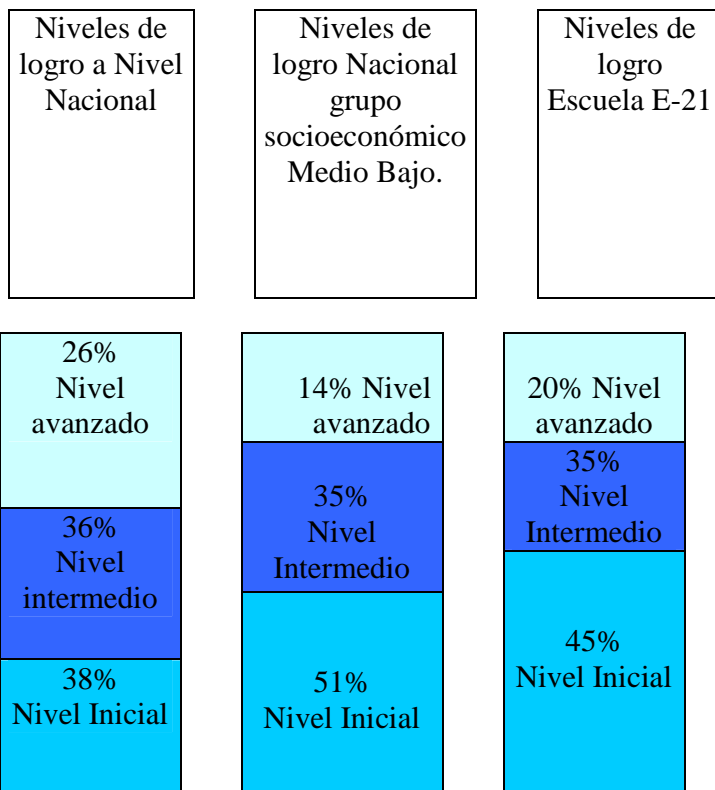 Niveles de
logro a Nivel
Nacional
Niveles de
logro Nacional
grupo
socioeconómico
Medio Bajo.
Niveles de
logro
Escuela E-21
26%
Nivel
avanzado
36%
Nivel
intermedio
38%
Nivel Inicial
14% Nivel
avanzado
35%
Nivel
Intermedio
51%
Nivel Inicial
20% Nivel
avanzado
35%
Nivel
Intermedio
45%
Nivel Inicial